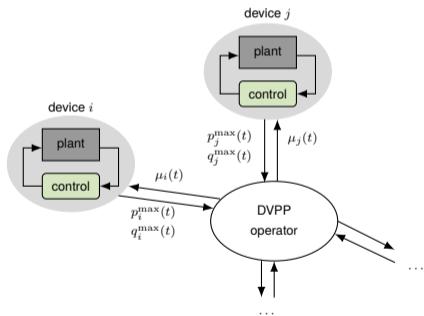 device j
plant
control
device i
plant
control
p_j^max(t)
q_j^max(t)
μ_j(t)
μ_i(t)
p_i^max(t)
q_i^max(t)
DVPP
operator
...
...